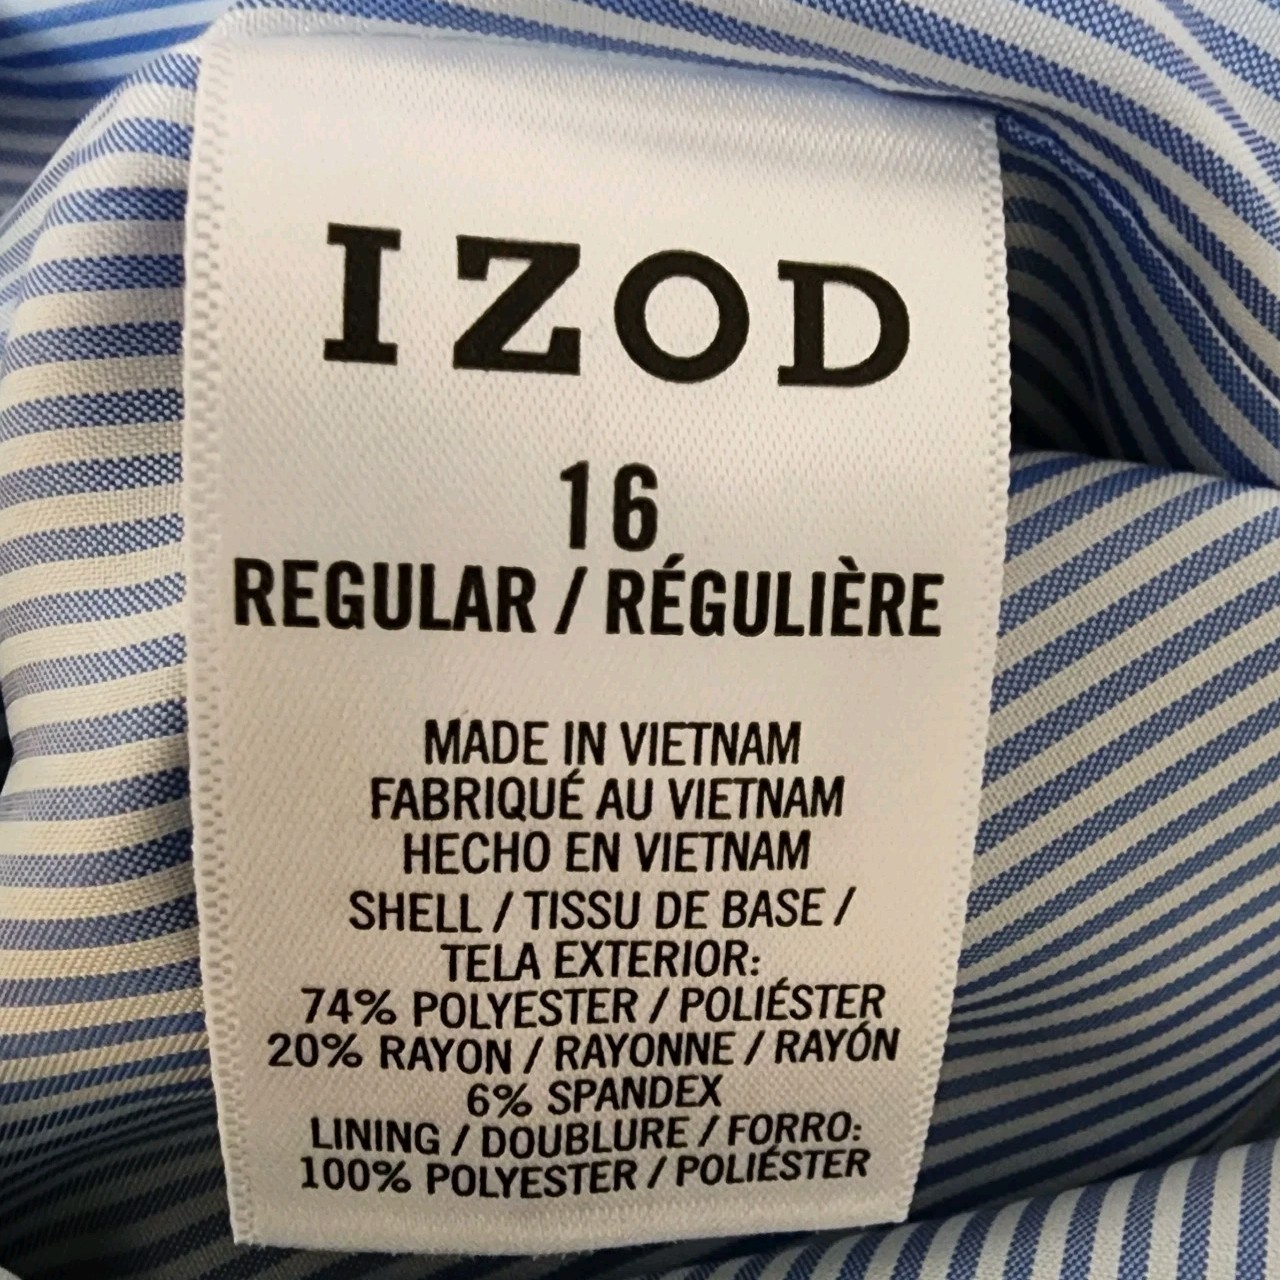 IZOD
16
REGULAR / RÉGULIÈRE
MADE IN VIETNAM
FABRIQUÉ AU VIETNAM
HECHO EN VIETNAM
SHELL / TISSU DE BASE /
TELA EXTERIOR:
74% POLYESTER / POLIÉSTER
20% RAYON / RAYONNE / RAYÓN
6% SPANDEX
LINING / DOUBLURE / FORRO:
100% POLYESTER / POLIÉSTER